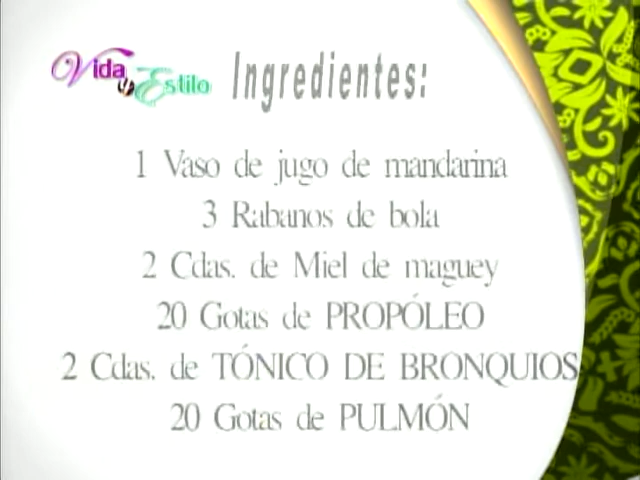 Vida y Estilo
Ingredientes:
1 Vaso de jugo de mandarina
3 Rabanos de bola
2 Cdas. de Miel de maguey
20 Gotas de PROPÓLEO
2 Cdas. de TÓNICO DE BRONQUIOS
20 Gotas de PULMÓN